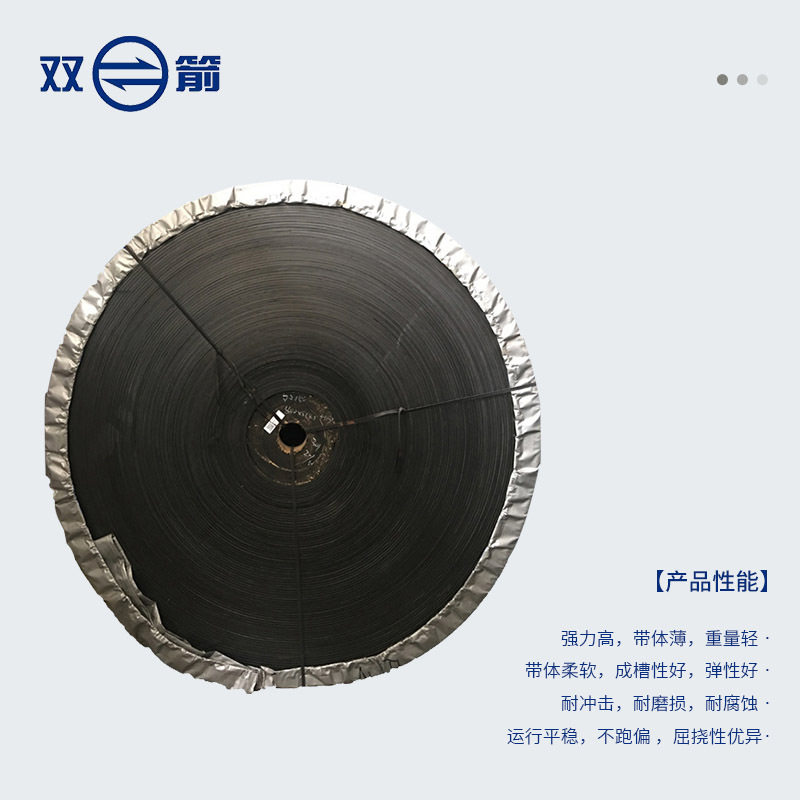 双箭
【产品性能】
强力高，带体薄，重量轻 ·
带体柔软，成槽性好，弹性好 ·
耐冲击，耐磨损，耐腐蚀 ·
运行平稳，不跑偏 ，屈挠性优异 ·